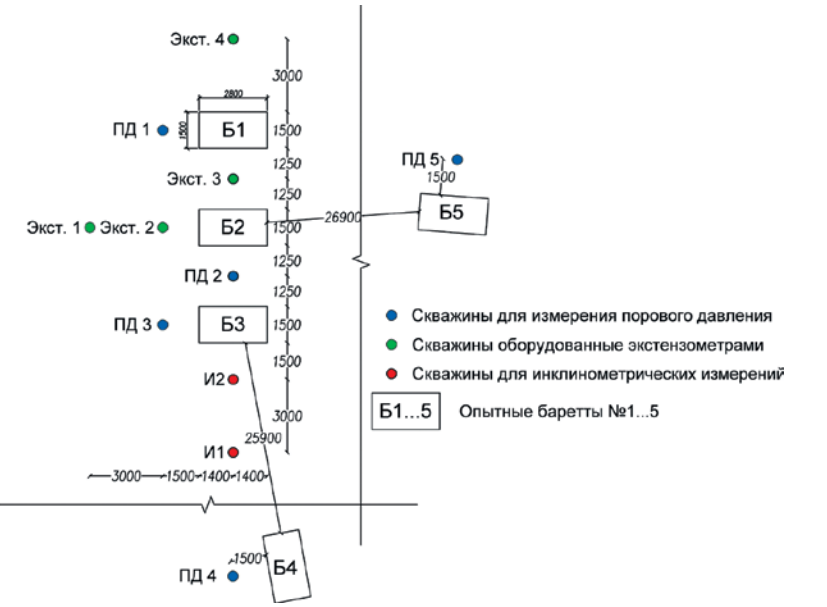 Экст. 4
3000
2800
ПД 1
1500
Б1
1500
1250
ПД 5
1500
Экст. 3
1250
Экст. 1
Экст. 2
Б2
1500
26900
Б5
1250
ПД 2
1250
ПД 3
Б3
1500
1500
И2
3000
25900
И1
3000
1500
1400
1400
1500
ПД 4
Б4
Скважины для измерения порового давления
Скважины оборудованные экстензометрами
Скважины для инклинометрических измерений
Б1...5
Опытные баретты №1...5